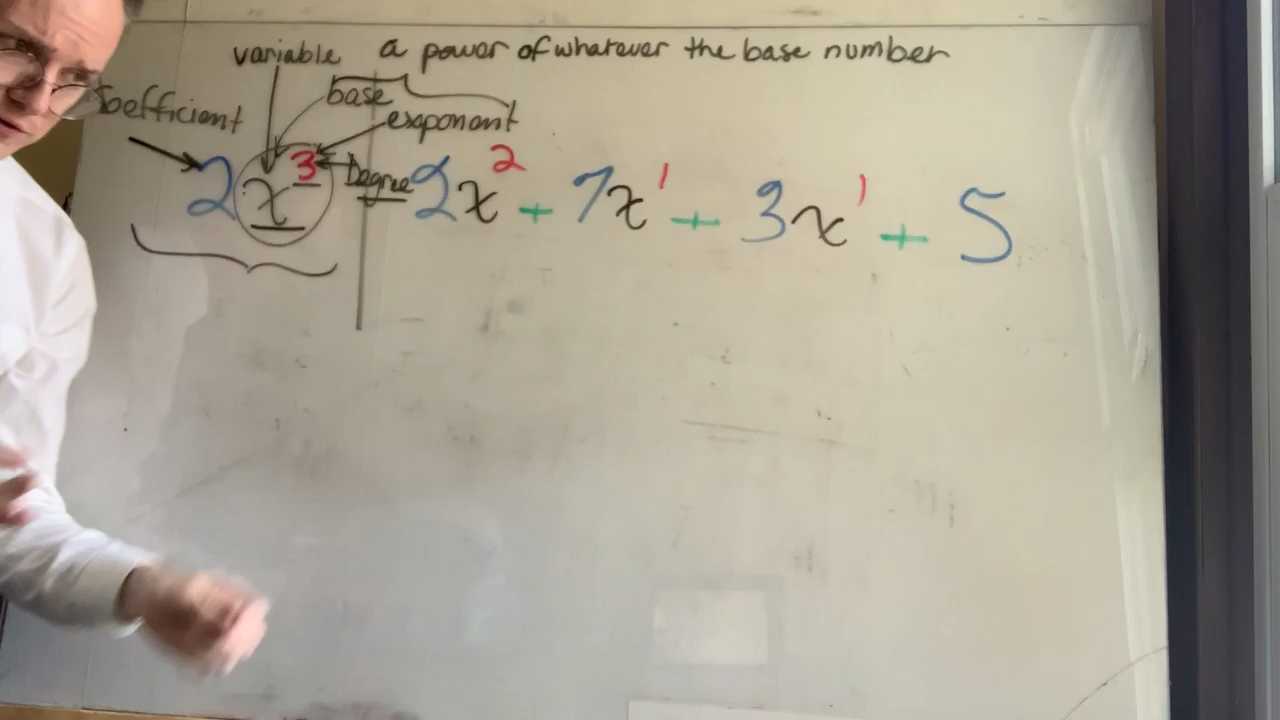 variable a power of whatever the base number
coefficient base
exponent
2x³ Degree 2x² + 7x¹ + 3x¹ + 5